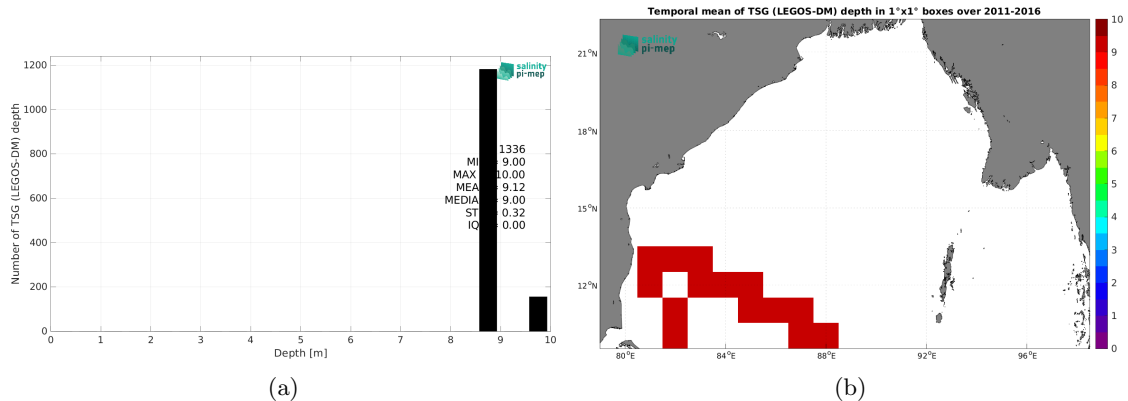 Temporal mean of TSG (LEGOS-DM) depth in 1°x1° boxes over 2011-2016
salinity
pi-mep
1200
1000
800
600
400
200
0
Number of TSG (LEGOS-DM) depth
1336
MI = 9.00
MAX 10.00
MEA = 9.12
MEDIA = 9.00
ST = 0.32
IQ = 0.00
0 1 2 3 4 5 6 7 8 9 10
Depth [m]
(a)
salinity
pi-mep
21°N
18°N
15°N
12°N
80°E 84°E 88°E 92°E 96°E
10
9
8
7
6
5
4
3
2
1
0
(b)